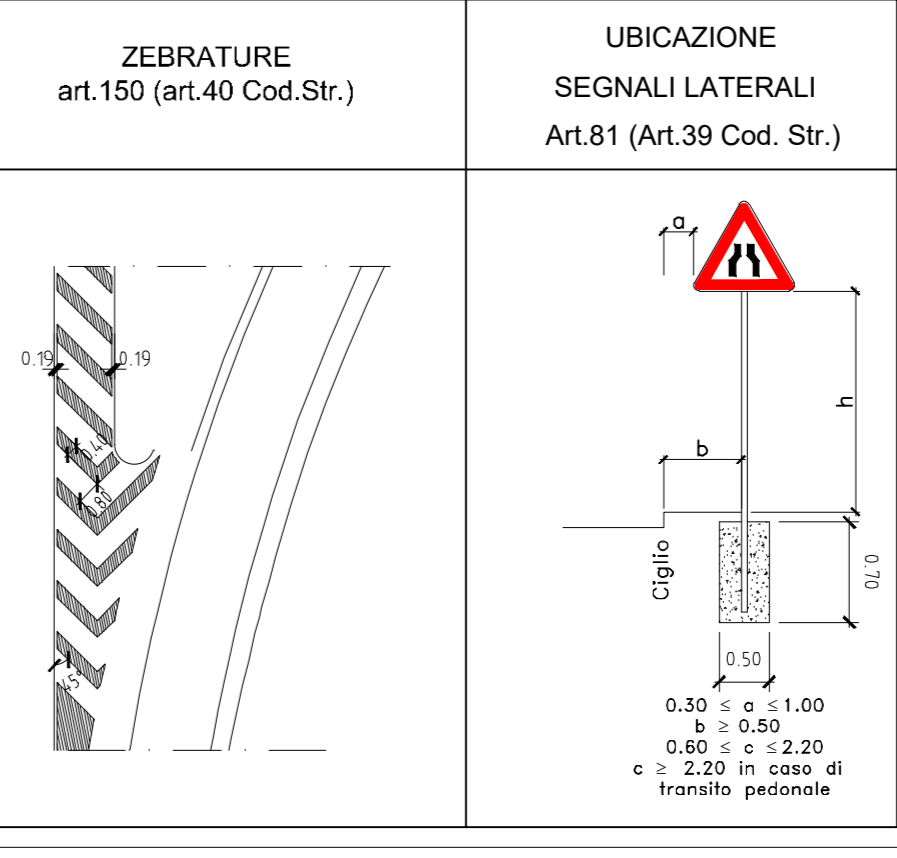 ZEBRATURE
art.150 (art.40 Cod.Str.)
UBICAZIONE
SEGNALI LATERALI
Art.81 (Art.39 Cod. Str.)
0.19
0.19
0.40
0.80
45°
a
h
b
Ciglio
0.70
0.50
0.30 ≤ a ≤1.00
b ≥ 0.50
0.60 ≤ c ≤2.20
c ≥ 2.20 in caso di
transito pedonale